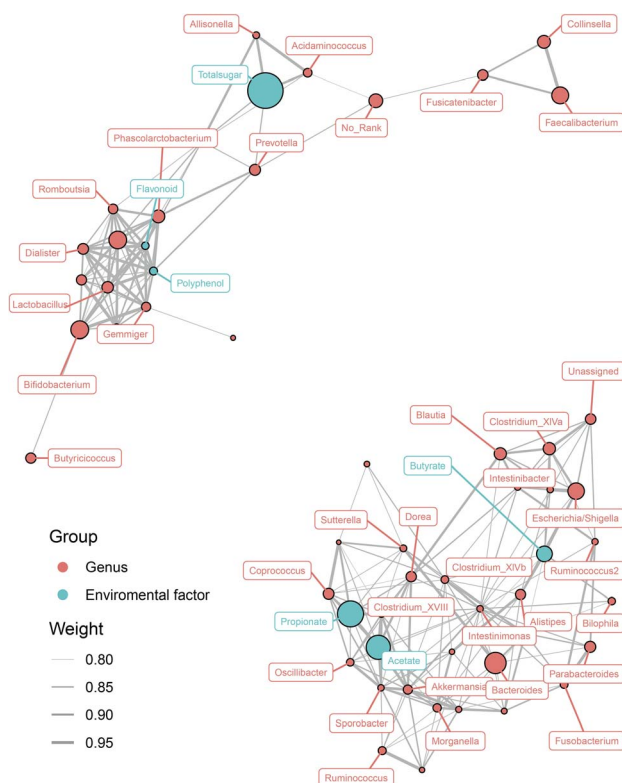 Allisonella
Collinsella
Acidaminococcus
Totalsugar
Fusicatenibacter
Faecalibacterium
No_Rank
Phascolarctobacterium
Prevotella
Flavonoid
Romboutsia
Dialister
Polyphenol
Lactobacillus
Gemmiger
Bifidobacterium
Butyricicoccus
Unassigned
Blautia
Clostridium_XlVa
Butyrate
Intestinibacter
Escherichia/Shigella
Sutterella
Dorea
Ruminococcus2
Coprococcus
Clostridium_XlVb
Clostridium_XVIII
Propionate
Alistipes
Bilophila
Intestinimonas
Acetate
Oscillibacter
Parabacteroides
Akkermansia
Bacteroides
Sporobacter
Morganella
Fusobacterium
Ruminococcus
Group
Genus
Enviromental factor
Weight
0.80
0.85
0.90
0.95